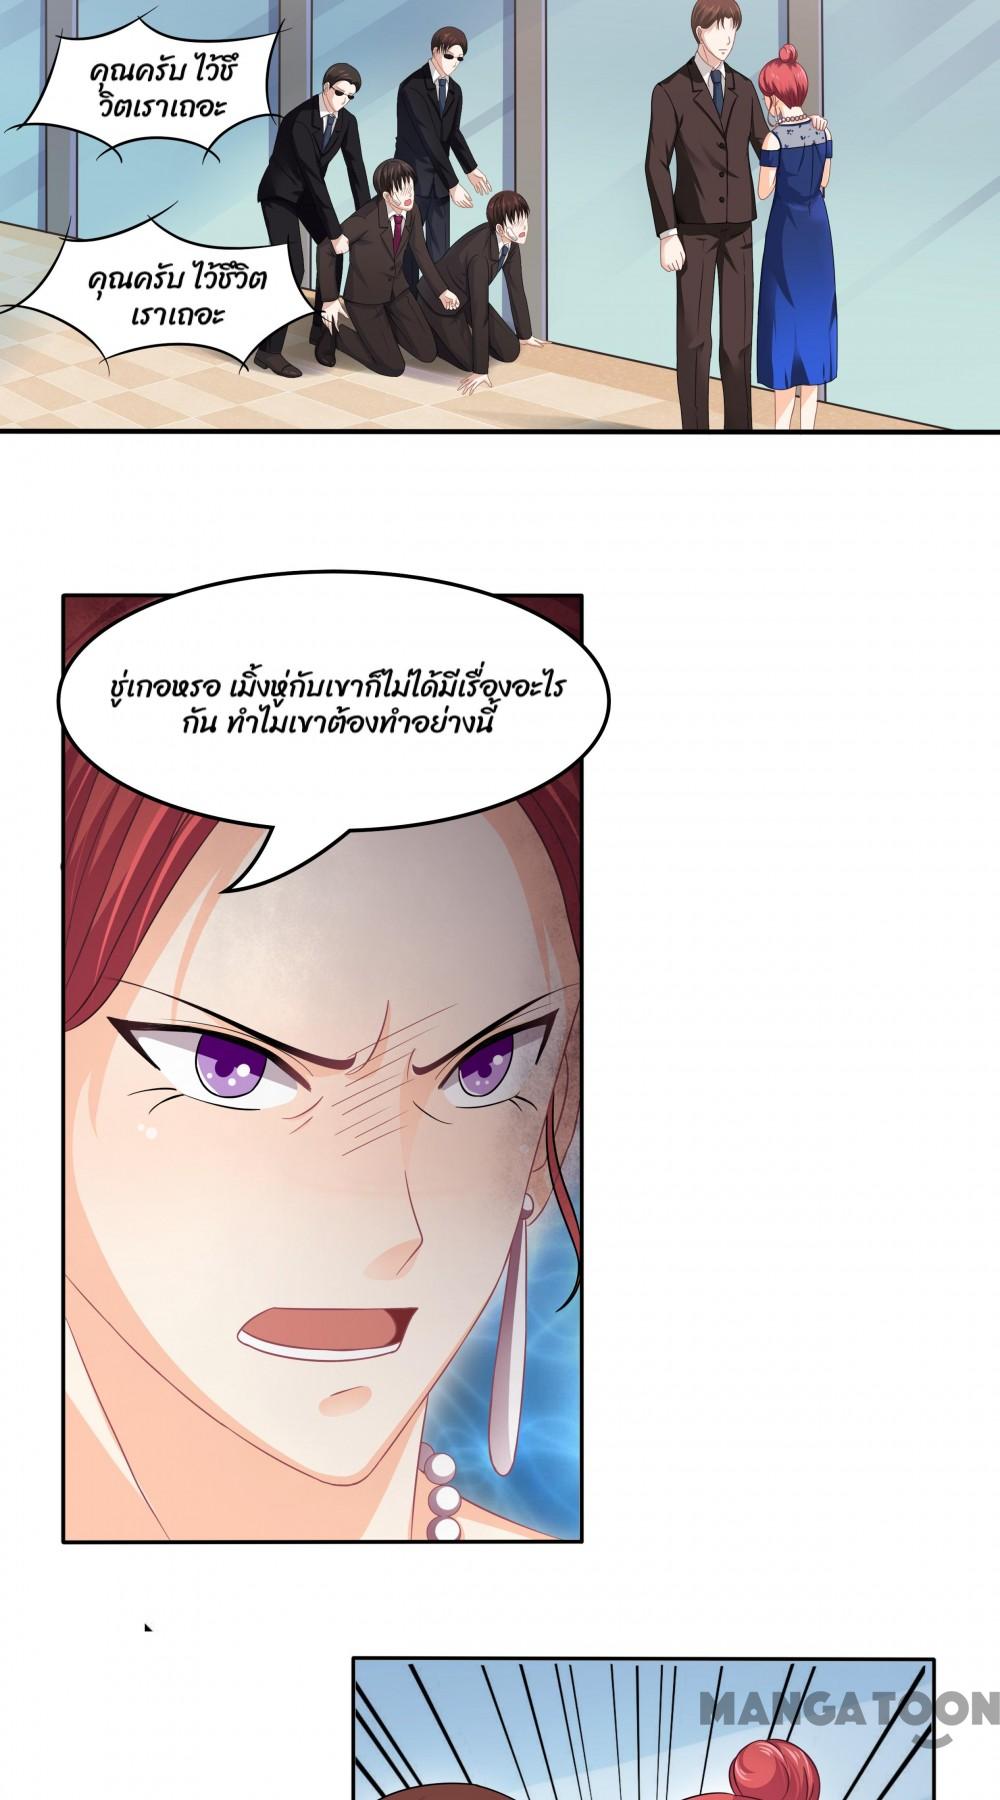 คุณครับ ไว้ชี
วิตเราเถอะ
คุณครับ ไว้ชีวิต
เราเถอะ
ชู่เกอหรอ เมิ้งหู่กับเขาก็ไม่ได้มีเรื่องอะไร
กัน ทำไมเขาต้องทำอย่างนี้
MANGATOON